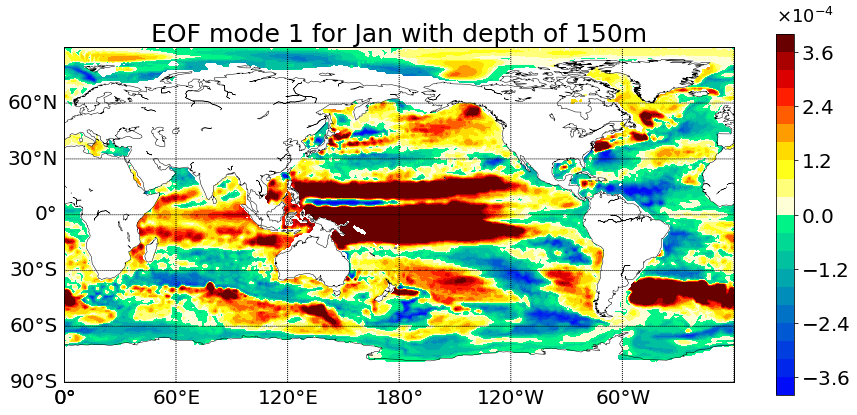 EOF mode 1 for Jan with depth of 150m
×10⁻⁴
60°N
30°N
0°
30°S
60°S
90°S
0° 60°E 120°E 180° 120°W 60°W
3.6
2.4
1.2
0.0
−1.2
−2.4
−3.6